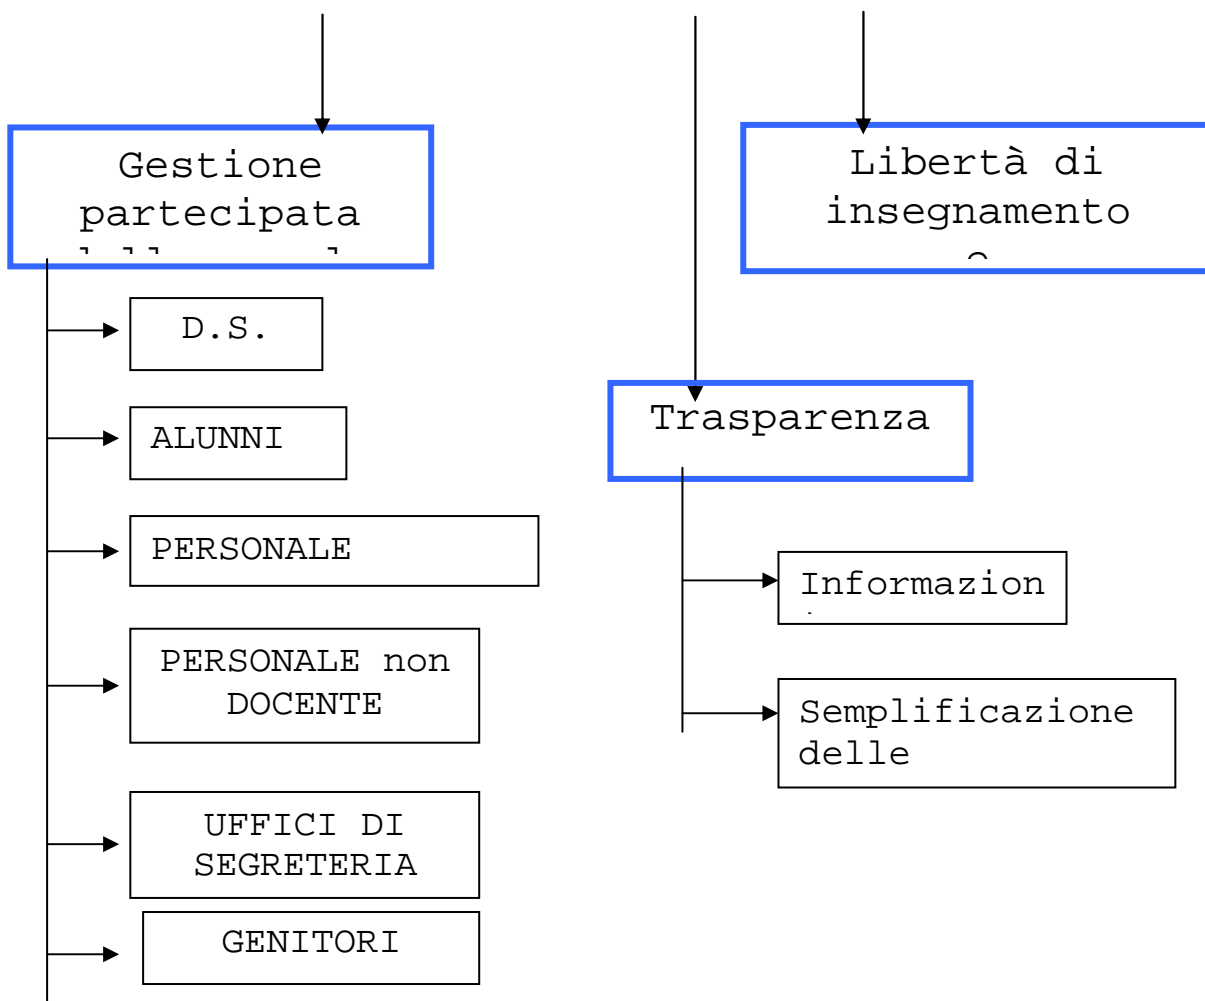 Gestione
partecipata
Libertà di
insegnamento
D.S.
ALUNNI
PERSONALE
PERSONALE non
DOCENTE
UFFICI DI
SEGRETERIA
GENITORI
Trasparenza
Informazion
Semplificazione
delle